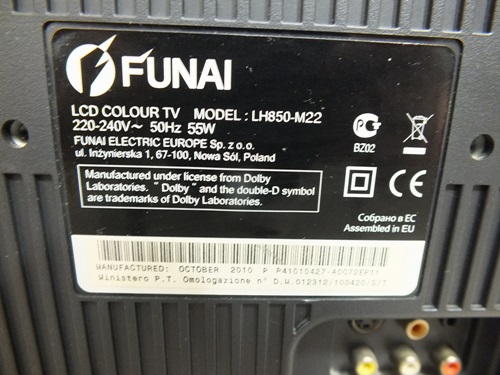 FUNAI
LCD COLOUR TV MODEL : LH850-M22
220-240V~ 50Hz 55W
FUNAI ELECTRIC EUROPE Sp. z o.o.
ul. Inżynierska 1, 67-100, Nowa Sól, Poland
Manufactured under license from Dolby
Laboratories. "Dolby" and the double-D symbol
are trademarks of Dolby Laboratories.
BZ02
CE
Собрано в ЕС
Assembled in EU
MANUFACTURED: OCTOBER 2010 P
Ministero P.T. Omologazione n° D.M.012312/100420/S/T